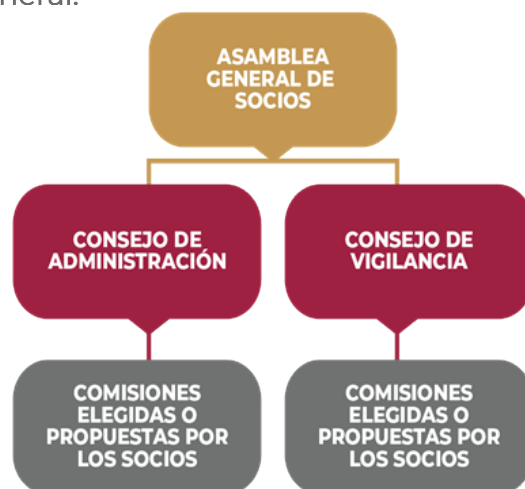 ASAMBLEA
GENERAL DE
SOCIOS
CONSEJO DE
ADMINISTRACIÓN
CONSEJO DE
VIGILANCIA
COMISIONES
ELEGIDAS O
PROPUESTAS POR
LOS SOCIOS
COMISIONES
ELEGIDAS O
PROPUESTAS POR
LOS SOCIOS